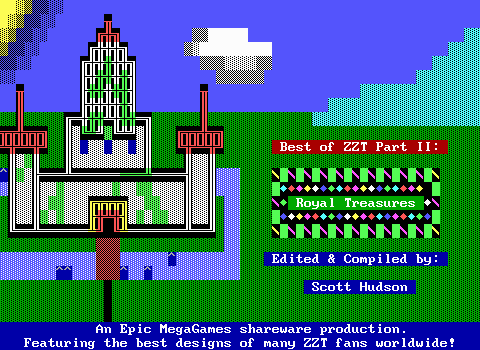 Best of ZZT Part II:
Royal Treasures
Edited & Compiled by:
Scott Hudson
An Epic MegaGames shareware production.
Featuring the best designs of many ZZT fans worldwide!